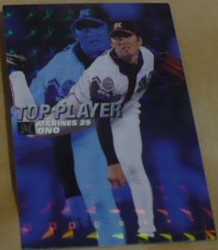 TOP PLAYER
MARINES 29
ONO